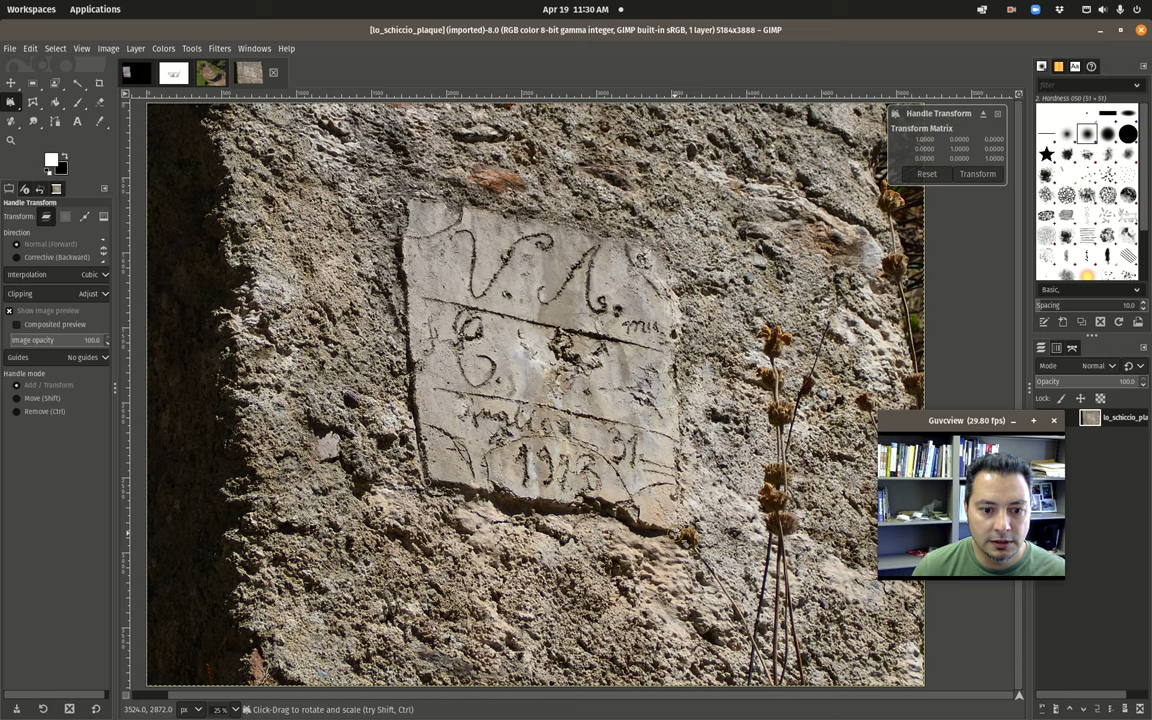 Workspaces Applications Apr 19 11:30 AM
[lo_schiccio_plaque] (imported)-8.0 (RGB color 8-bit gamma integer, GIMP built-in sRGB, 1 layer) 5184x3888 – GIMP
File Edit Select View Image Layer Colors Tools Filters Windows Help
Handle Transform
Transform:
Direction
Normal (Forward)
Corrective (Backward)
Interpolation Cubic
Clipping Adjust
Show image preview
Composited preview
Image opacity 100.0
Guides No guides
Handle mode
Add / Transform
Move (Shift)
Remove (Ctrl)
V. A.
1973
Handle Transform
Transform Matrix
1.0000 0.0000 0.0000
0.0000 1.0000 0.0000
0.0000 0.0000 1.0000
Reset Transform
filter
2. Hardness 050 (51 × 51)
Basic,
Spacing 10.0
Mode Normal
Opacity 100.0
Lock:
lo_schiccio_pla
Guvcview (29.80 fps)
3524.0, 2872.0 px 25 % Click-Drag to rotate and scale (try Shift, Ctrl)